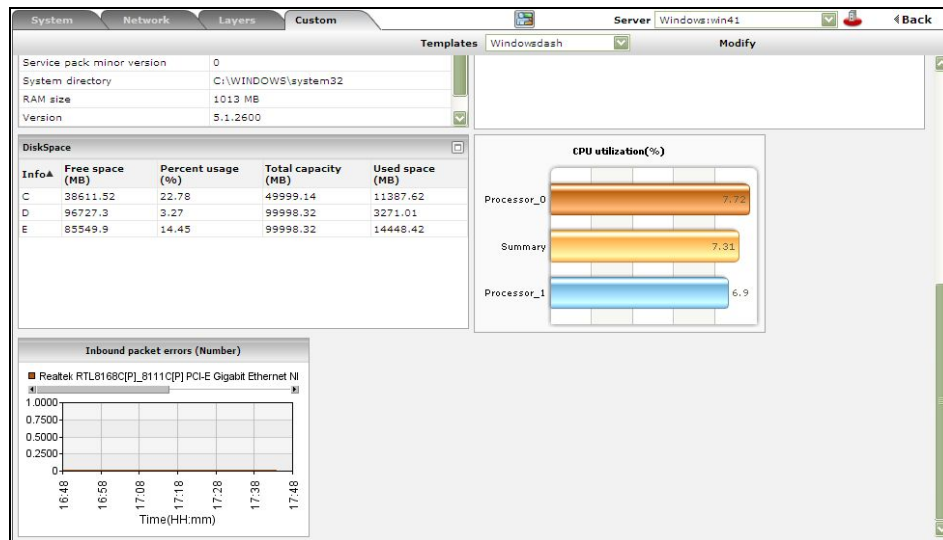 System Network Layers Custom Server Windows:win41 Back
Templates Windowsdash Modify
Service pack minor version 0
System directory C:\WINDOWS\system32
RAM size 1013 MB
Version 5.1.2600
DiskSpace
Info Free space (MB) Percent usage (%) Total capacity (MB) Used space (MB)
C 38611.52 22.78 49999.14 11387.62
D 96727.3 3.27 99998.32 3271.01
E 85549.9 14.45 99998.32 14448.42
CPU utilization(%)
Processor_0 7.72
Summary 7.31
Processor_1 6.9
Inbound packet errors (Number)
Realtek RTL8168C[P]_8111C[P] PCI-E Gigabit Ethernet NI
1.0000
0.7500
0.5000
0.2500
0
16:48 16:58 17:08 17:18 17:28 17:38 17:48
Time(HH:mm)